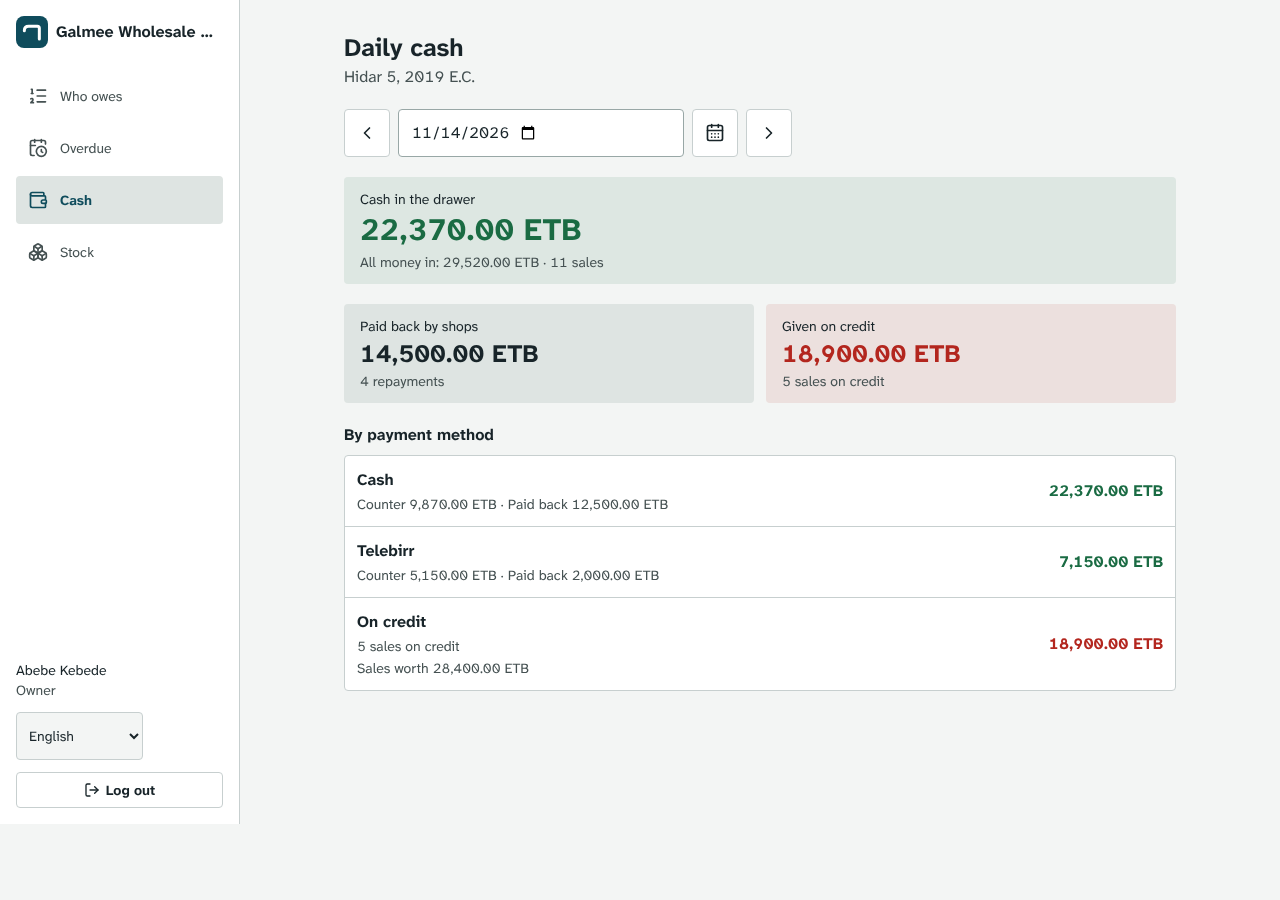 Galmee Wholesale ...
Who owes
Overdue
Cash
Stock
Abebe Kebede
Owner
English
Log out
Daily cash
Hidar 5, 2019 E.C.
11/14/2026
Cash in the drawer
22,370.00 ETB
All money in: 29,520.00 ETB · 11 sales
Paid back by shops
14,500.00 ETB
4 repayments
Given on credit
18,900.00 ETB
5 sales on credit
By payment method
Cash
Counter 9,870.00 ETB · Paid back 12,500.00 ETB
22,370.00 ETB
Telebirr
Counter 5,150.00 ETB · Paid back 2,000.00 ETB
7,150.00 ETB
On credit
5 sales on credit
Sales worth 28,400.00 ETB
18,900.00 ETB